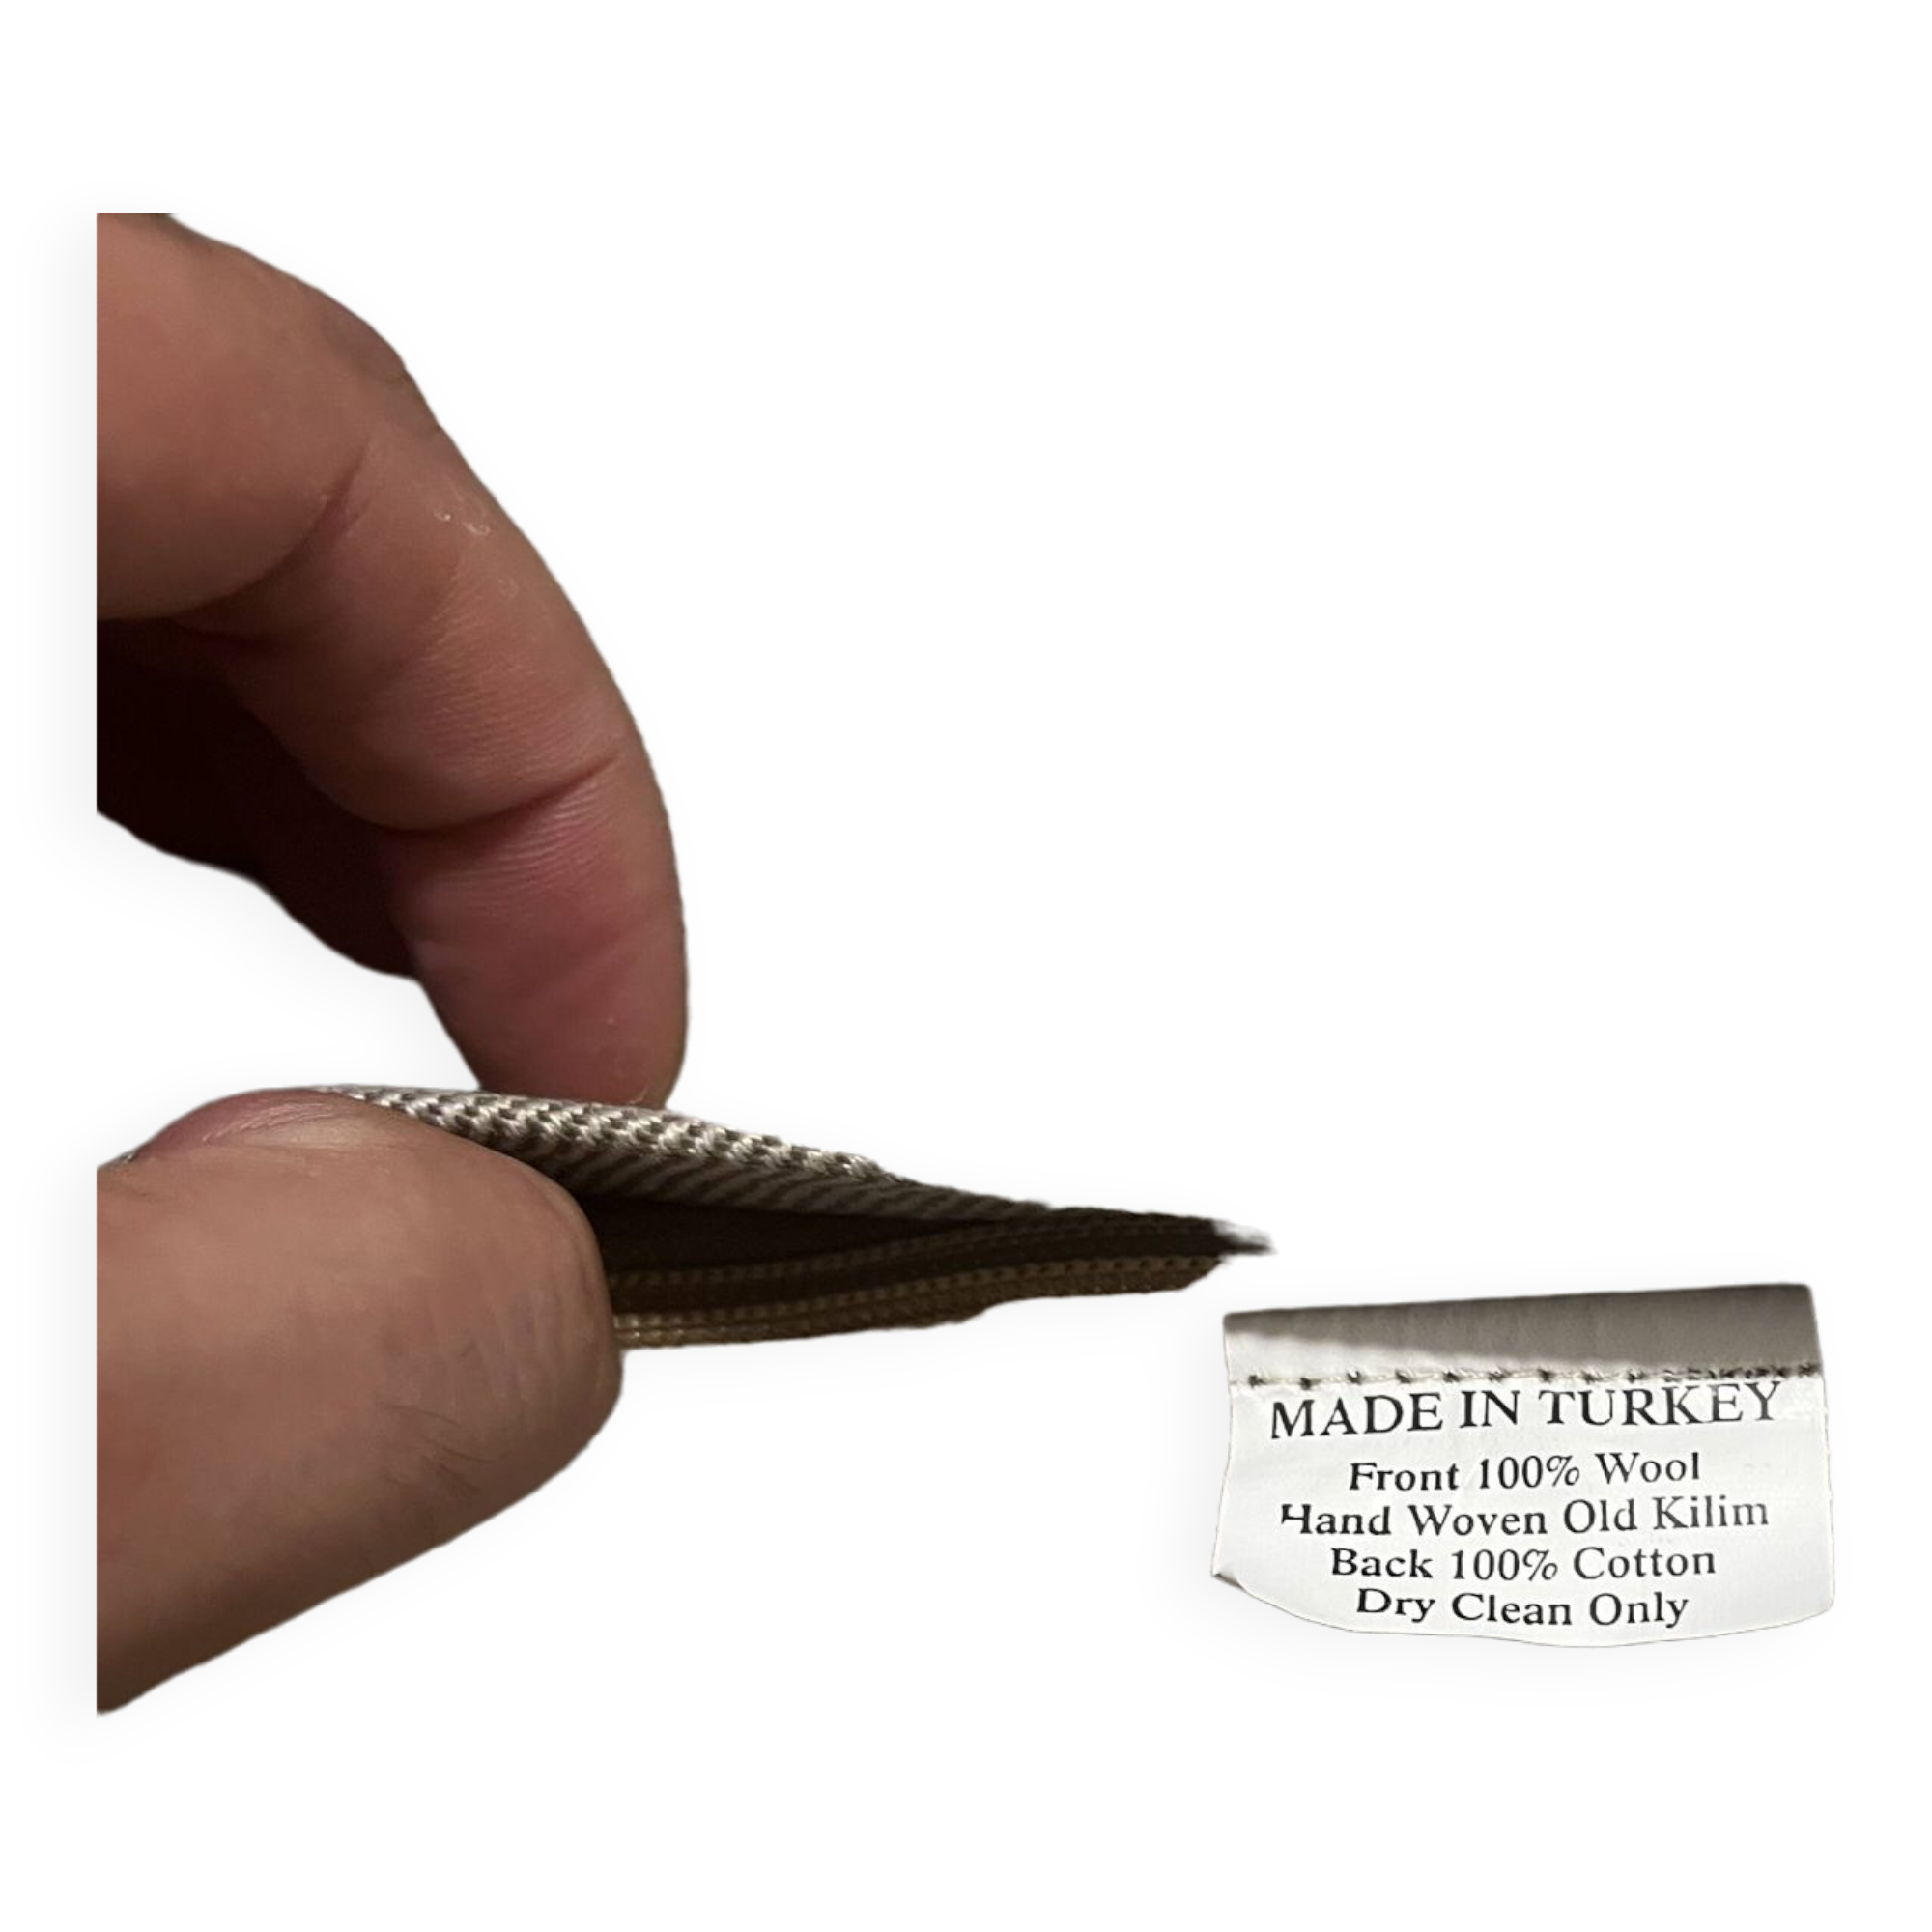 MADE IN TURKEY
Front 100% Wool
Hand Woven Old Kilim
Back 100% Cotton
Dry Clean Only